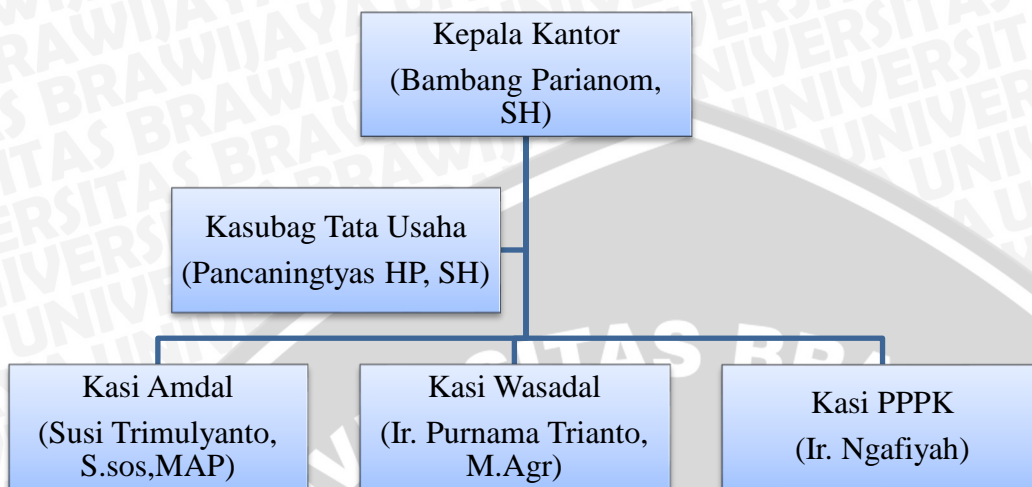 Kepala Kantor
(Bambang Parianom,
SH)
Kasubag Tata Usaha
(Pancaningtyas HP, SH)
Kasi Amdal
(Susi Trimulyanto,
S.sos,MAP)
Kasi Wasadal
(Ir. Purnama Trianto,
M.Agr)
Kasi PPPK
(Ir. Ngafiyah)